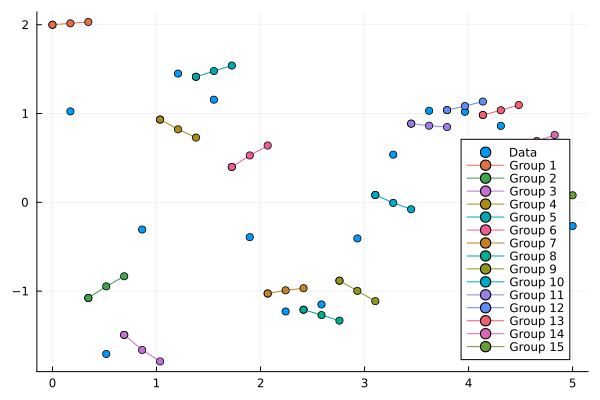 2
1
0
−1
0
1
2
3
4
5
Data
Group 1
Group 2
Group 3
Group 4
Group 5
Group 6
Group 7
Group 8
Group 9
Group 10
Group 11
Group 12
Group 13
Group 14
Group 15